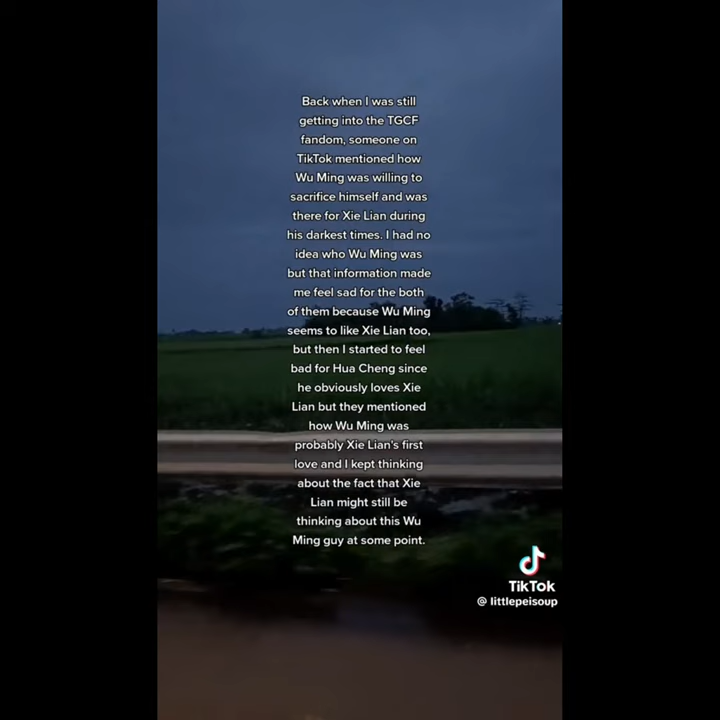 Back when I was still
getting into the TGCF
fandom, someone on
TikTok mentioned how
Wu Ming was willing to
sacrifice himself and was
there for Xie Lian during
his darkest times. I had no
idea who Wu Ming was
but that information made
me feel sad for the both
of them because Wu Ming
seems to like Xie Lian too,
but then I started to feel
bad for Hua Cheng since
he obviously loves Xie
Lian but they mentioned
how Wu Ming was
probably Xie Lian's first
love and I kept thinking
about the fact that Xie
Lian might still be
thinking about this Wu
Ming guy at some point.
TikTok
@ littlepeisoup